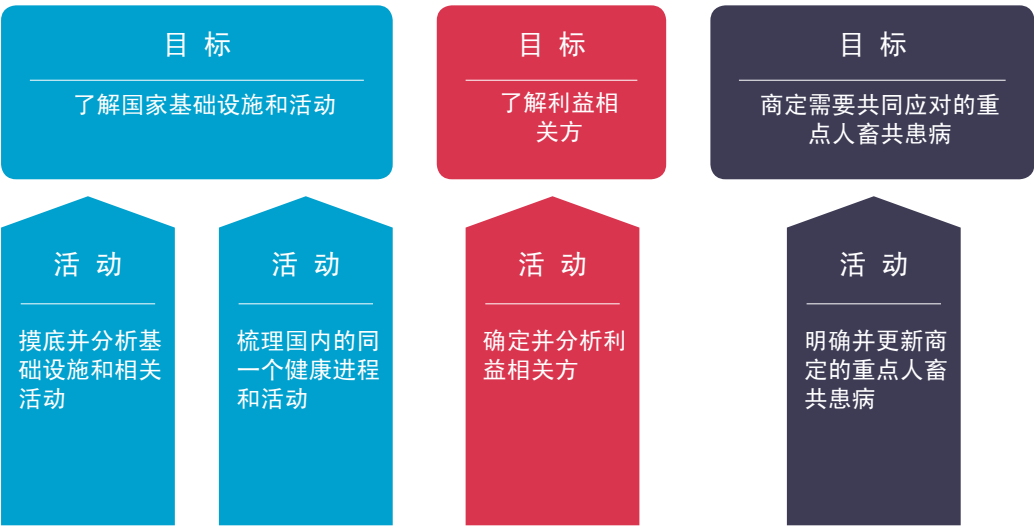 目 标
了解国家基础设施和活动
目 标
了解利益相
关方
目 标
商定需要共同应对的重
点人畜共患病
活 动
摸底并分析基
础设施和相关
活动
活 动
梳理国内的同
一个健康进程
和活动
活 动
确定并分析利
益相关方
活 动
明确并更新商
定的重点人畜
共患病